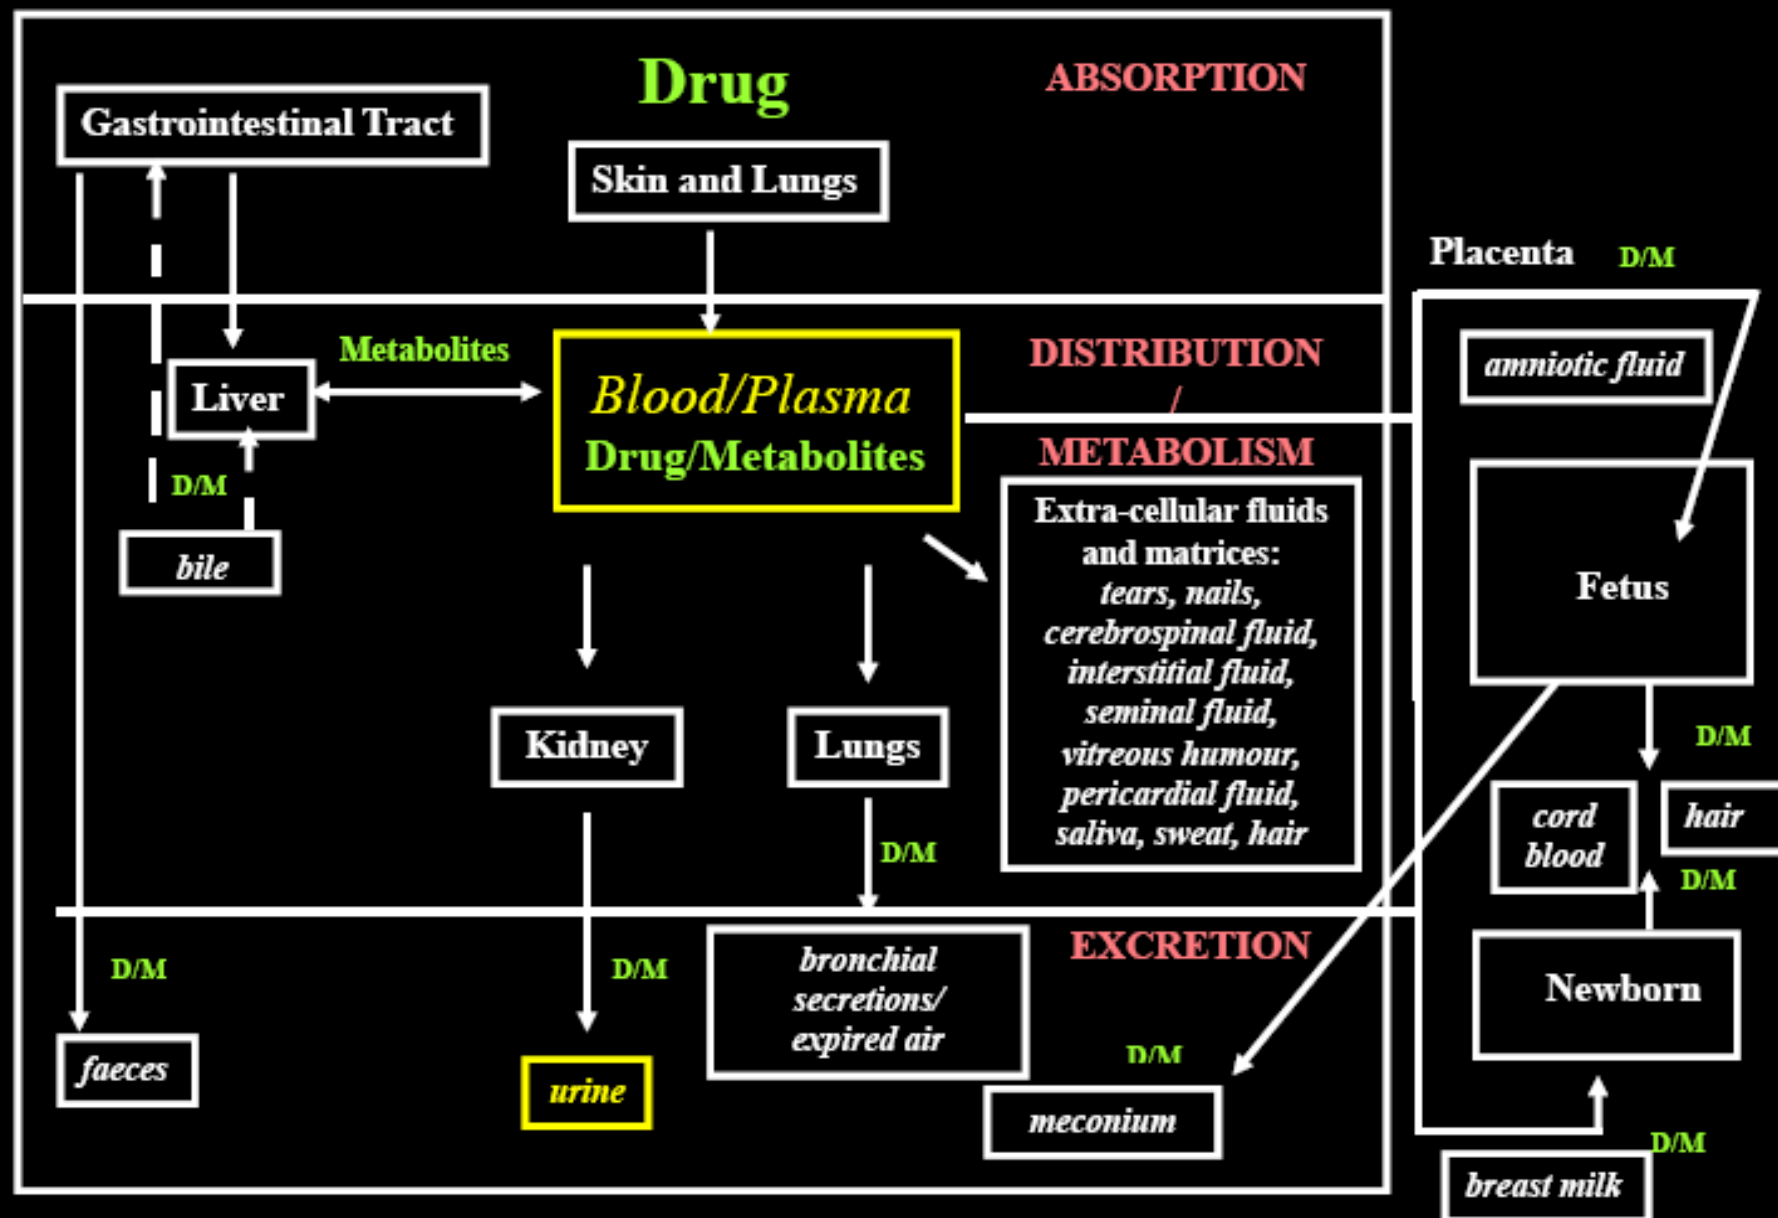 Drug
ABSORPTION
Gastrointestinal Tract
Skin and Lungs
Placenta
D/M
Metabolites
DISTRIBUTION
/
METABOLISM
amniotic fluid
Liver
Blood/Plasma
Drug/Metabolites
D/M
bile
Extra-cellular fluids
and matrices:
tears, nails,
cerebrospinal fluid,
interstitial fluid,
seminal fluid,
vitreous humour,
pericardial fluid,
saliva, sweat, hair
Fetus
Kidney
Lungs
D/M
D/M
cord
blood
hair
D/M
EXCRETION
D/M
D/M
bronchial
secretions/
expired air
Newborn
faeces
urine
D/M
meconium
D/M
breast milk